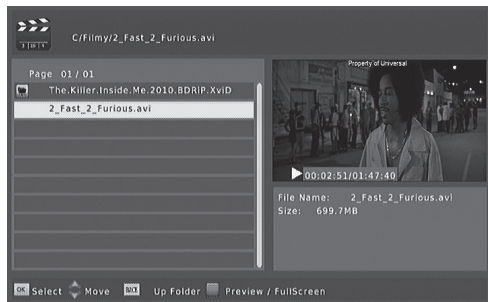 C/Filmy/2_Fast_2_Furious.avi
Page 01/01
The.Killer.Inside.Me.2010.BDRiP.XviD
2_Fast_2_Furious.avi
Property of Universal
00:02:51/01:47:40
File Name: 2_Fast_2_Furious.avi
Size: 699.7MB
OK Select Move BACK Up Folder Preview / FullScreen